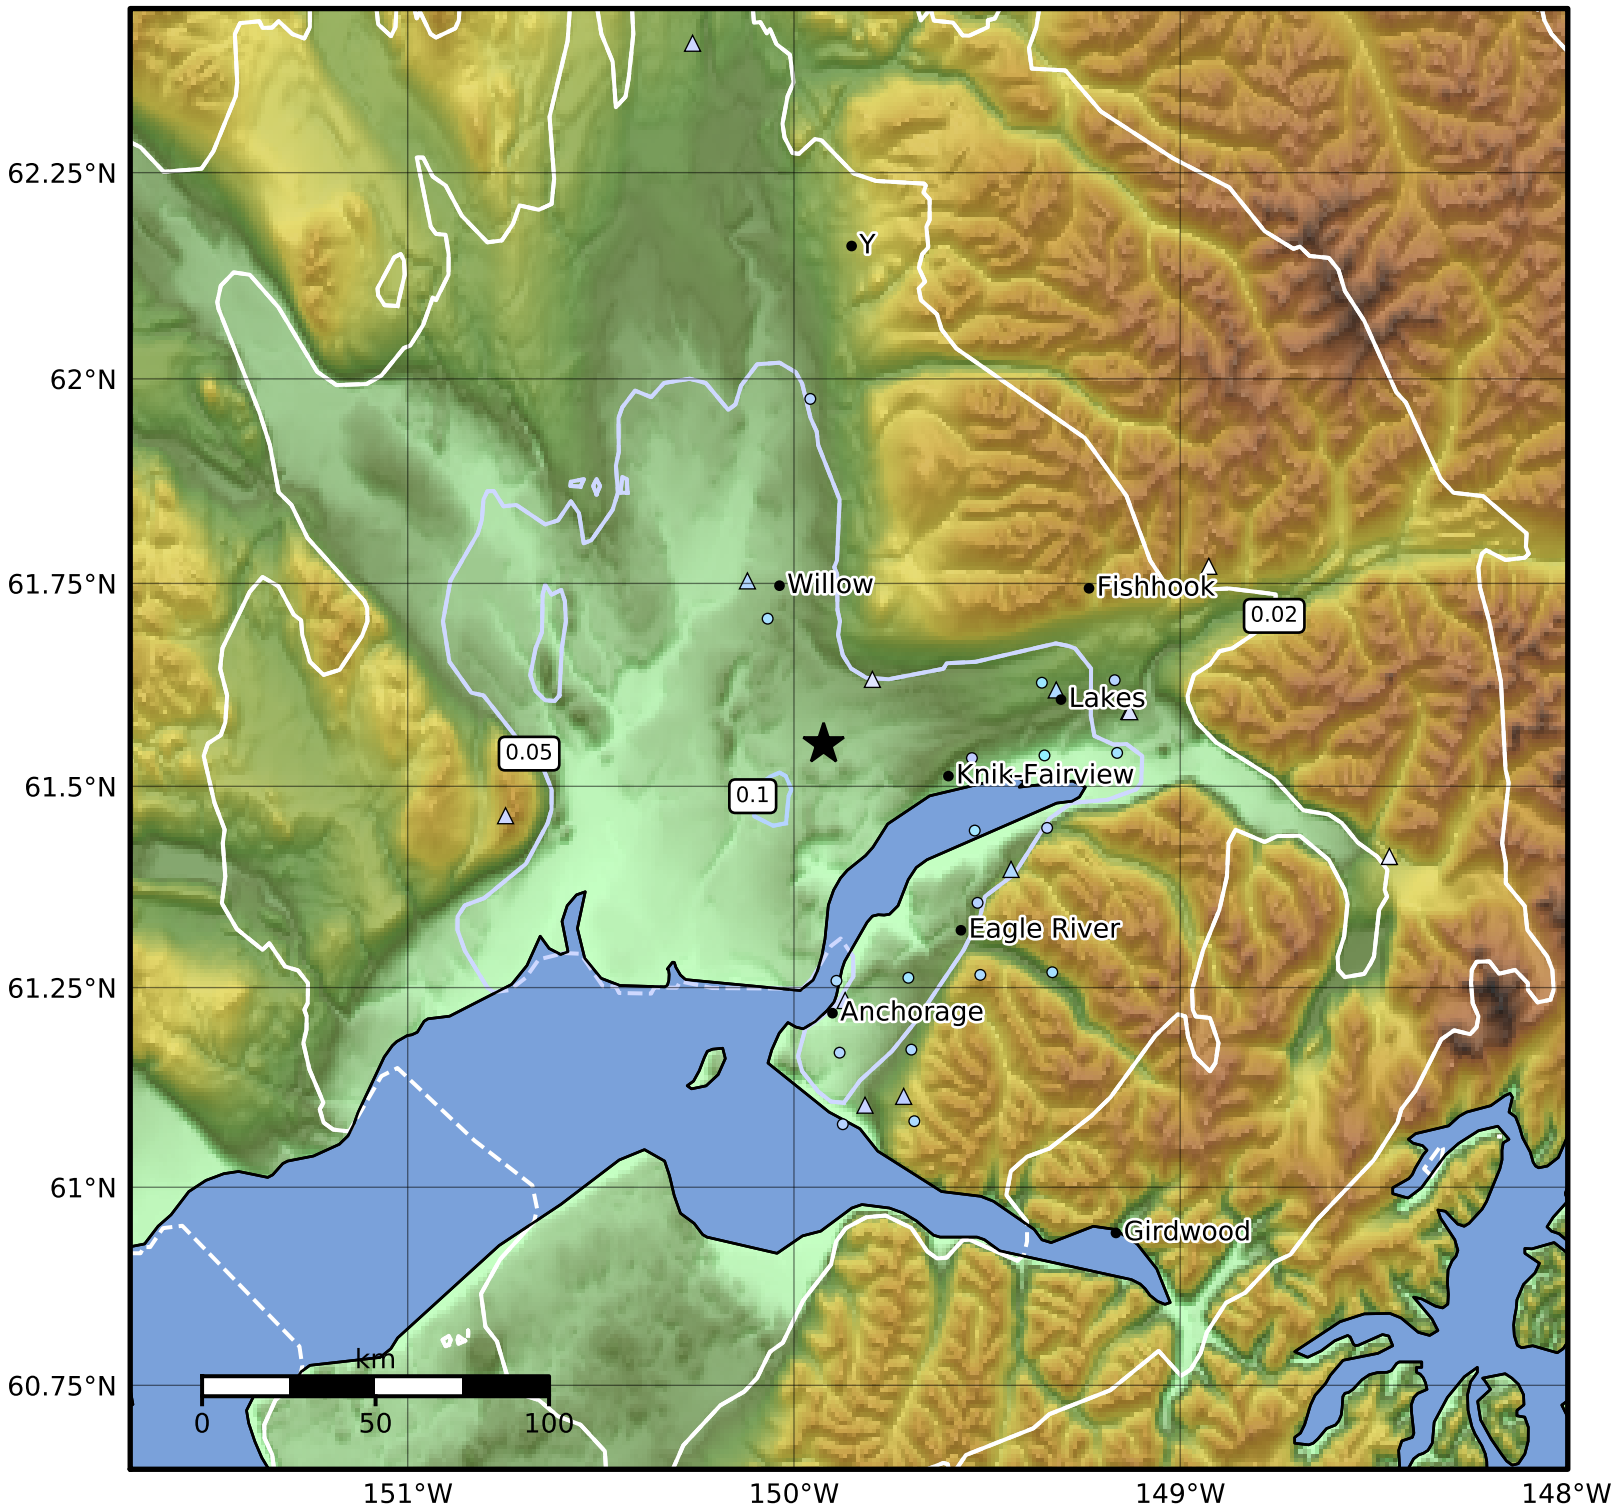 62.25°N
Y
62°N
61.75°N
Willow
Fishhook
0.02
Lakes
0.05
61.5°N
0.1
Knik-Fairview
Eagle River
61.25°N
Anchorage
61°N
Girdwood
60.75°N
km
0 50 100
151°W 150°W 149°W 148°W